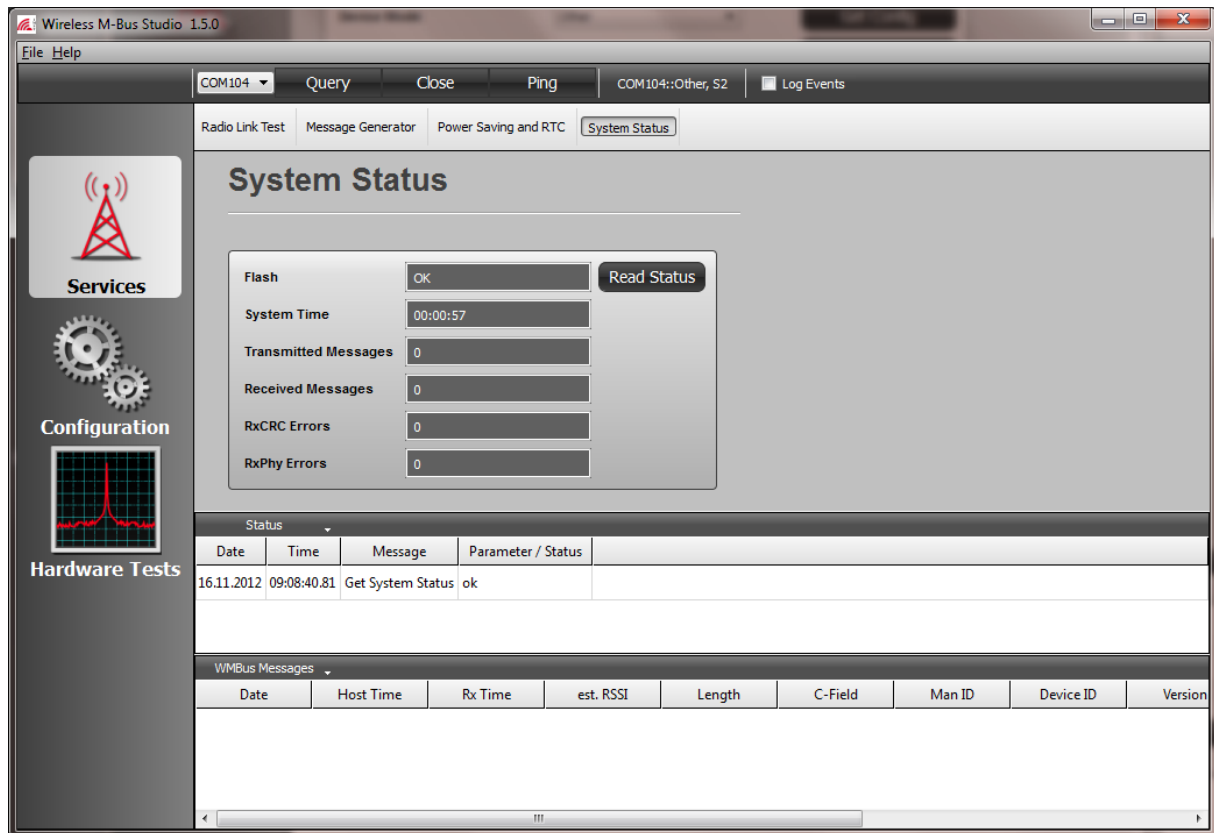 Wireless M-Bus Studio 1.5.0
File Help
COM104 Query Close Ping COM104::Other, S2 Log Events
Radio Link Test Message Generator Power Saving and RTC System Status
Services
Configuration
Hardware Tests
System Status
Flash OK Read Status
System Time 00:00:57
Transmitted Messages 0
Received Messages 0
RxCRC Errors 0
RxPhy Errors 0
Status
Date Time Message Parameter / Status
16.11.2012 09:08:40.81 Get System Status ok
WMBus Messages
Date Host Time Rx Time est. RSSI Length C-Field Man ID Device ID Version